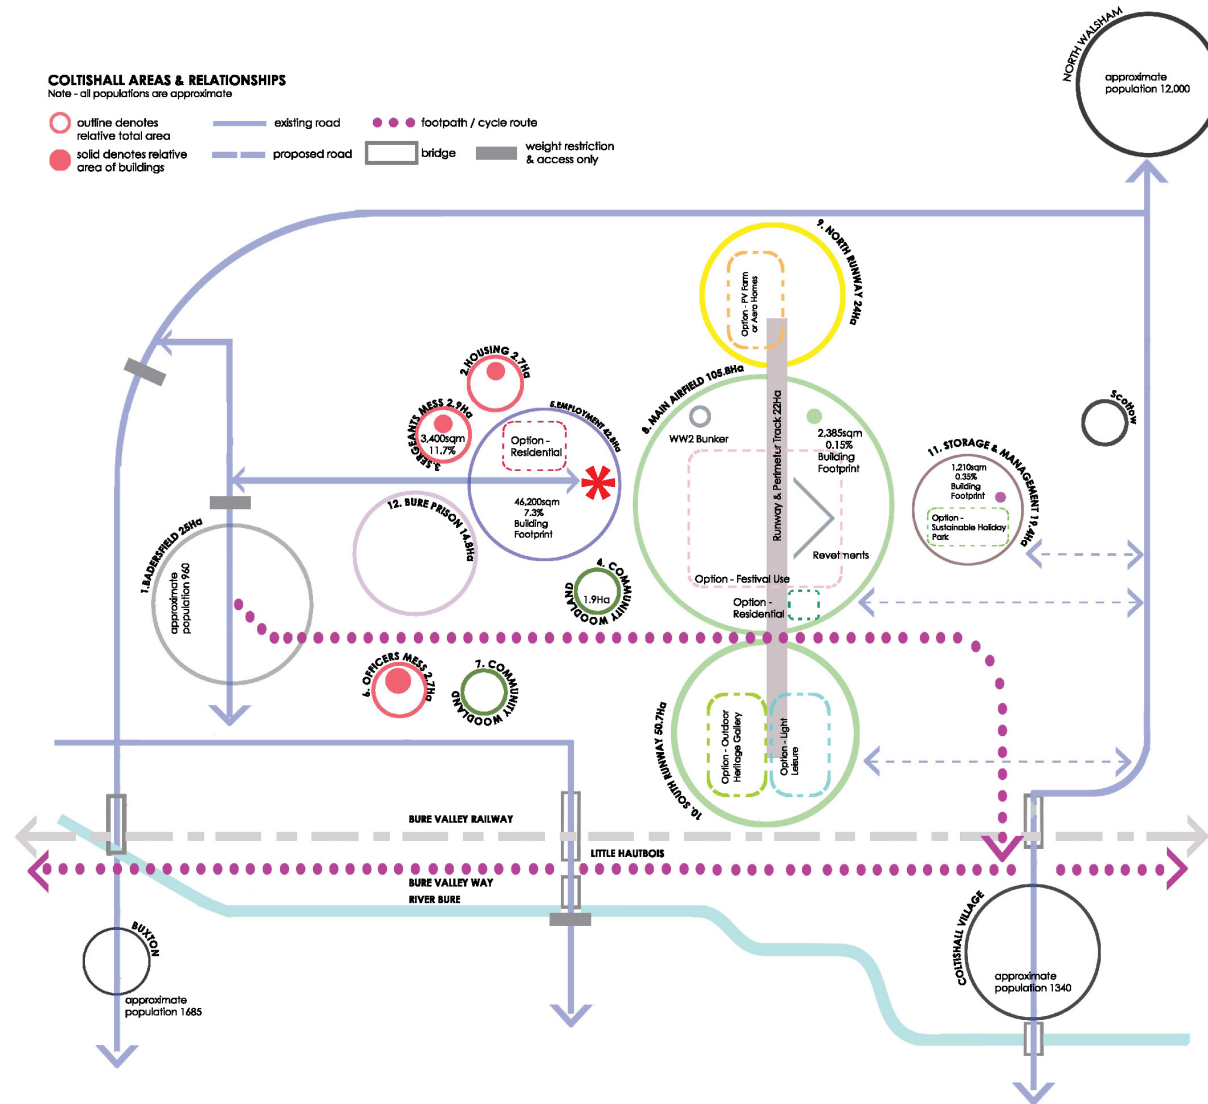 COLTISHALL AREAS & RELATIONSHIPS
Note - all populations are approximate
outline denotes
relative total area
existing road
footpath / cycle route
solid denotes relative
area of buildings
proposed road
bridge
weight restriction
& access only
NORTH WALSHAM
approximate
population 12,000
9. NORTH RUNWAY 24Ha
Option - PV Farm
or Aero Homes
2.HOUSING 2.7Ha
3.SERGEANTS MESS 2.9Ha
3,400sqm
11.7%
5.EMPLOYMENT 42.8Ha
Option -
Residential
46,200sqm
7.3%
Building
Footprint
8. MAIN AIRFIELD 105.8Ha
WW2 Bunker
Runway & Perimeter Track 22Ha
2,385sqm
0.15%
Building
Footprint
Revetments
Option - Festival Use
Option -
Residential
Scottow
11. STORAGE & MANAGEMENT 19.4Ha
1,210sqm
0.35%
Building
Footprint
Option -
Sustainable Holiday
Park
12. BURE PRISON 14.8Ha
1.BADERSFIELD 25Ha
approximate
population 960
4. COMMUNITY WOODLAND
1.9Ha
6. OFFICERS MESS 2.7Ha
7. COMMUNITY WOODLAND
10. SOUTH RUNWAY 50.7Ha
Option - Outdoor
Heritage Gallery
Option - Light
Leisure
BURE VALLEY RAILWAY
LITTLE HAUTBOIS
BURE VALLEY WAY
RIVER BURE
BUXTON
approximate
population 1685
COLTISHALL VILLAGE
approximate
population 1340